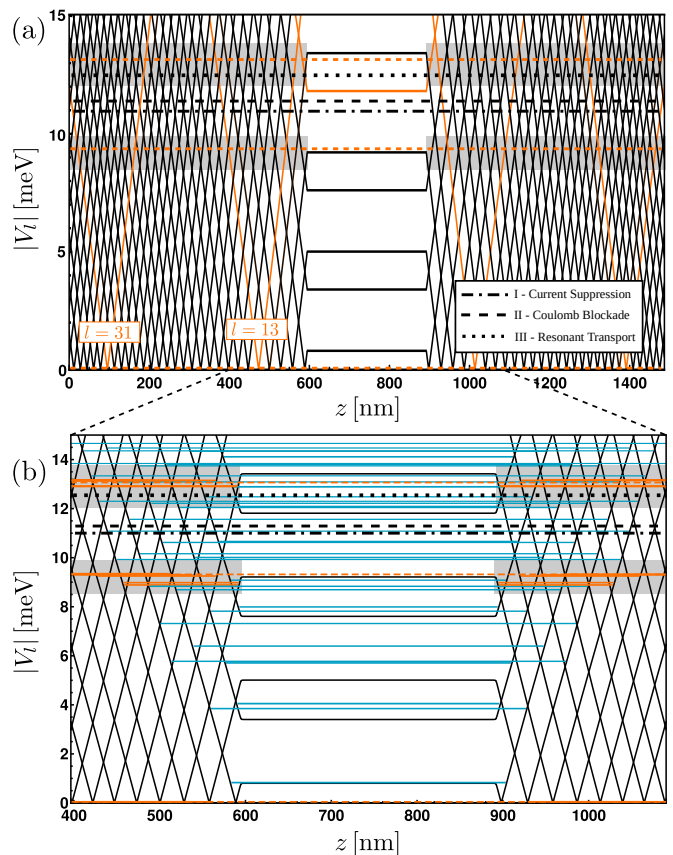 (a)
15
10
5
0
|V_l| [meV]
l = 31
l = 13
I - Current Suppression
II - Coulomb Blockade
III - Resonant Transport
0 200 400 600 800 1000 1200 1400
z [nm]
(b)
14
12
10
8
6
4
2
0
|V_l| [meV]
400 500 600 700 800 900 1000
z [nm]